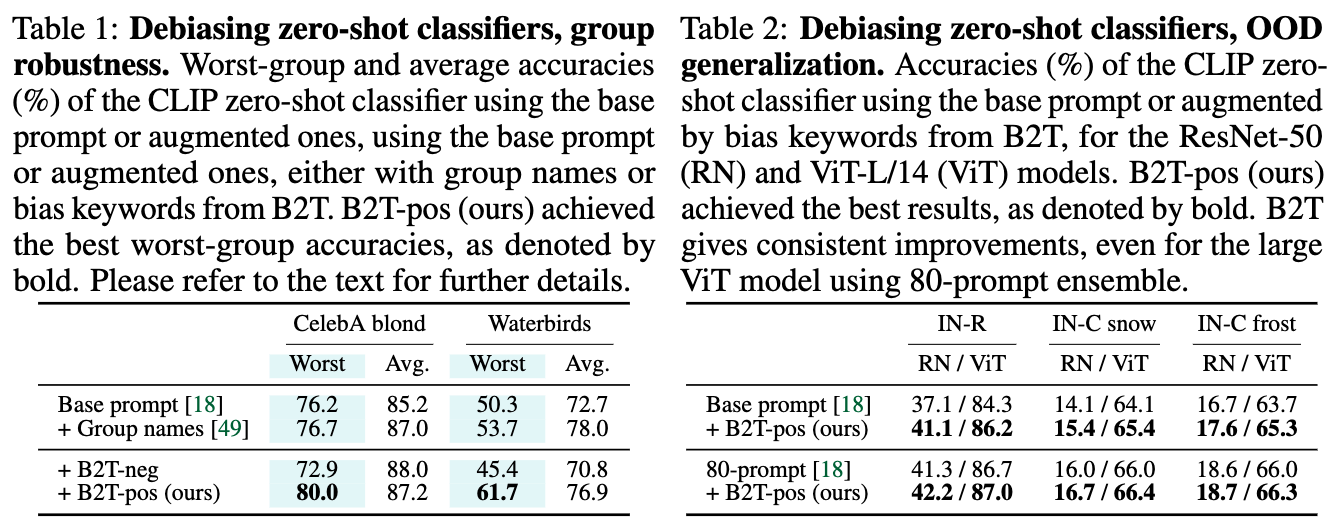 Table 1: Debiasing zero-shot classifiers, group
robustness. Worst-group and average accuracies
(%) of the CLIP zero-shot classifier using the base
prompt or augmented ones, using the base prompt
or augmented ones, either with group names or
bias keywords from B2T. B2T-pos (ours) achieved
the best worst-group accuracies, as denoted by
bold. Please refer to the text for further details.
CelebA blond Waterbirds
Worst Avg. Worst Avg.
Base prompt [18] 76.2 85.2 50.3 72.7
+ Group names [49] 76.7 87.0 53.7 78.0
+ B2T-neg 72.9 88.0 45.4 70.8
+ B2T-pos (ours) 80.0 87.2 61.7 76.9
Table 2: Debiasing zero-shot classifiers, OOD
generalization. Accuracies (%) of the CLIP zero-
shot classifier using the base prompt or augmented
by bias keywords from B2T, for the ResNet-50
(RN) and ViT-L/14 (ViT) models. B2T-pos (ours)
achieved the best results, as denoted by bold. B2T
gives consistent improvements, even for the large
ViT model using 80-prompt ensemble.
IN-R IN-C snow IN-C frost
RN / ViT RN / ViT RN / ViT
Base prompt [18] 37.1 / 84.3 14.1 / 64.1 16.7 / 63.7
+ B2T-pos (ours) 41.1 / 86.2 15.4 / 65.4 17.6 / 65.3
80-prompt [18] 41.3 / 86.7 16.0 / 66.0 18.6 / 66.0
+ B2T-pos (ours) 42.2 / 87.0 16.7 / 66.4 18.7 / 66.3